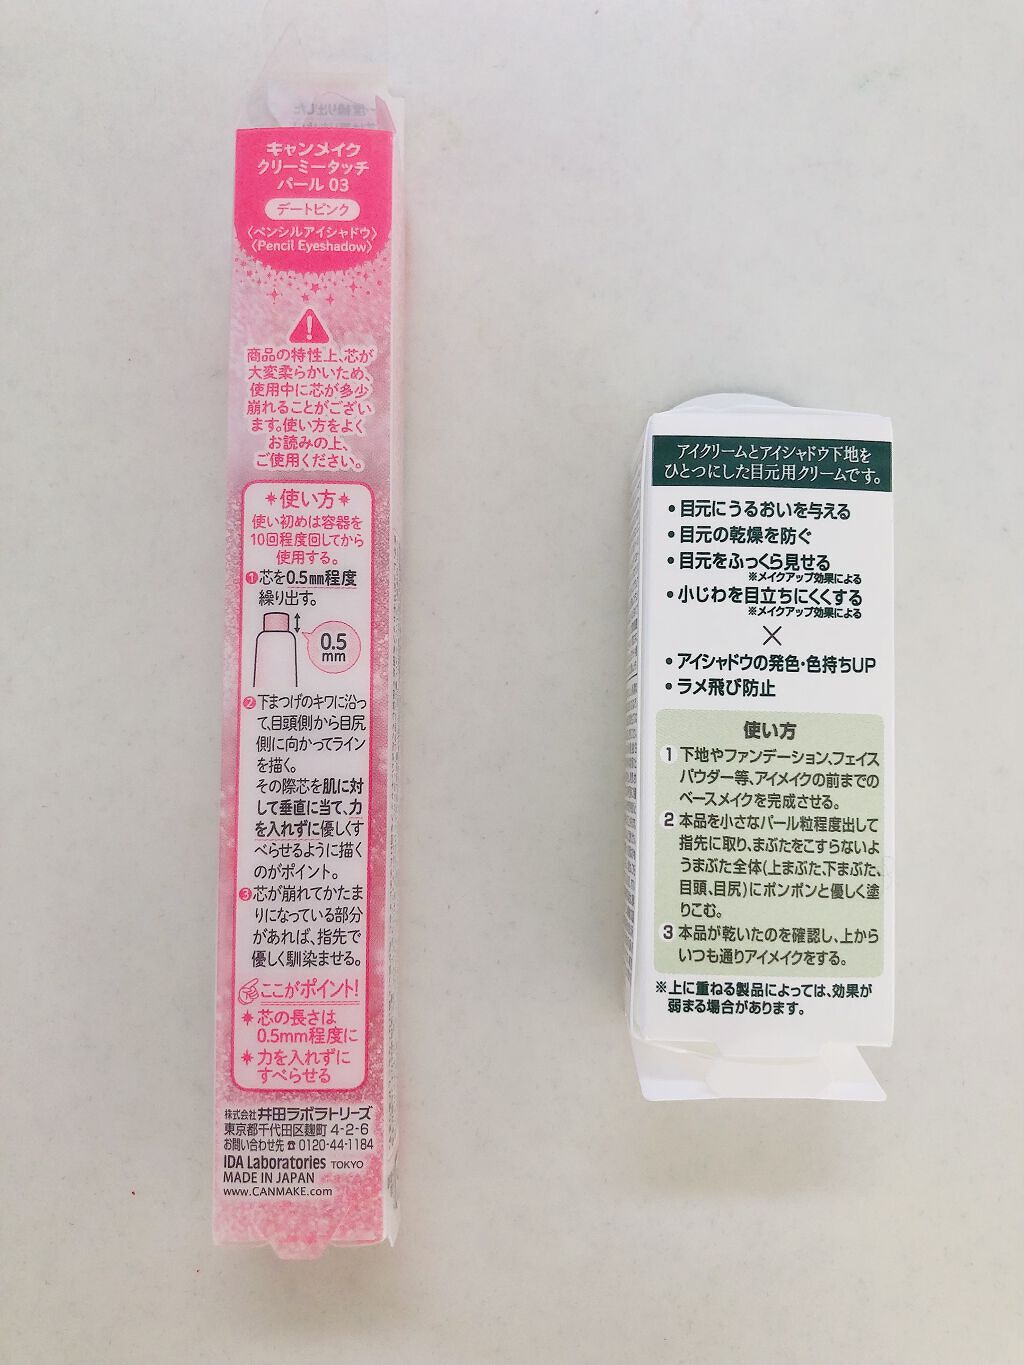 キャンメイク
クリーミータッチ
パール 03
デートピンク
〈ペンシルアイシャドウ〉
〈Pencil Eyeshadow〉
商品の特性上、芯が
大変柔らかいため、
使用中に芯が多少
崩れることがござい
ます。使い方をよく
お読みの上、
ご使用ください。
使い方
使い初めは容器を
10回程度回してから
使用する。
❶芯を0.5mm程度
繰り出す。
0.5
mm
❷下まつげのキワに沿っ
て、目頭側から目尻
側に向かってライン
を描く。
その際芯を肌に対
して垂直に当て、力
を入れずに優しくす
べらせるように描く
のがポイント。
❸芯が崩れてかたま
りになっている部分
があれば、指先で
優しく馴染ませる。
ここがポイント!
芯の長さは
0.5mm程度に
力を入れずに
すべらせる
株式会社 井田ラボラトリーズ
東京都千代田区麹町 4-2-6
お問い合わせ先 ☎ 0120-44-1184
IDA Laboratories TOKYO
MADE IN JAPAN
www.CANMAKE.com
アイクリームとアイシャドウ下地を
ひとつにした目元用クリームです。
•目元にうるおいを与える
•目元の乾燥を防ぐ
•目元をふっくら見せる
※メイクアップ効果による
•小じわを目立ちにくくする
※メイクアップ効果による
×
•アイシャドウの発色・色持ちUP
•ラメ飛び防止
使い方
1 下地やファンデーション、フェイス
パウダー等、アイメイクの前までの
ベースメイクを完成させる。
2 本品を小さなパール粒程度出して
指先に取り、まぶたをこすらないよ
うまぶた全体(上まぶた、下まぶた、
目頭、目尻)にポンポンと優しく塗
りこむ。
3 本品が乾いたのを確認し、上から
いつも通りアイメイクをする。
※上に重ねる製品によっては、効果が
弱まる場合があります。